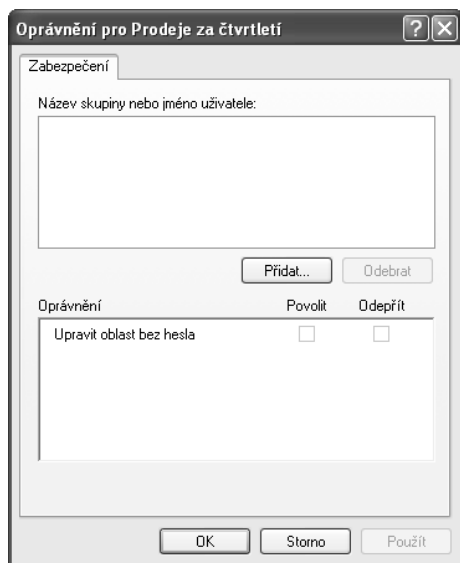 Oprávnění pro Prodeje za čtvrtletí
Zabezpečení
Název skupiny nebo jméno uživatele:
Přidat...
Odebrat
Oprávnění Povolit Odepřít
Upravit oblast bez hesla
OK Storno Použít